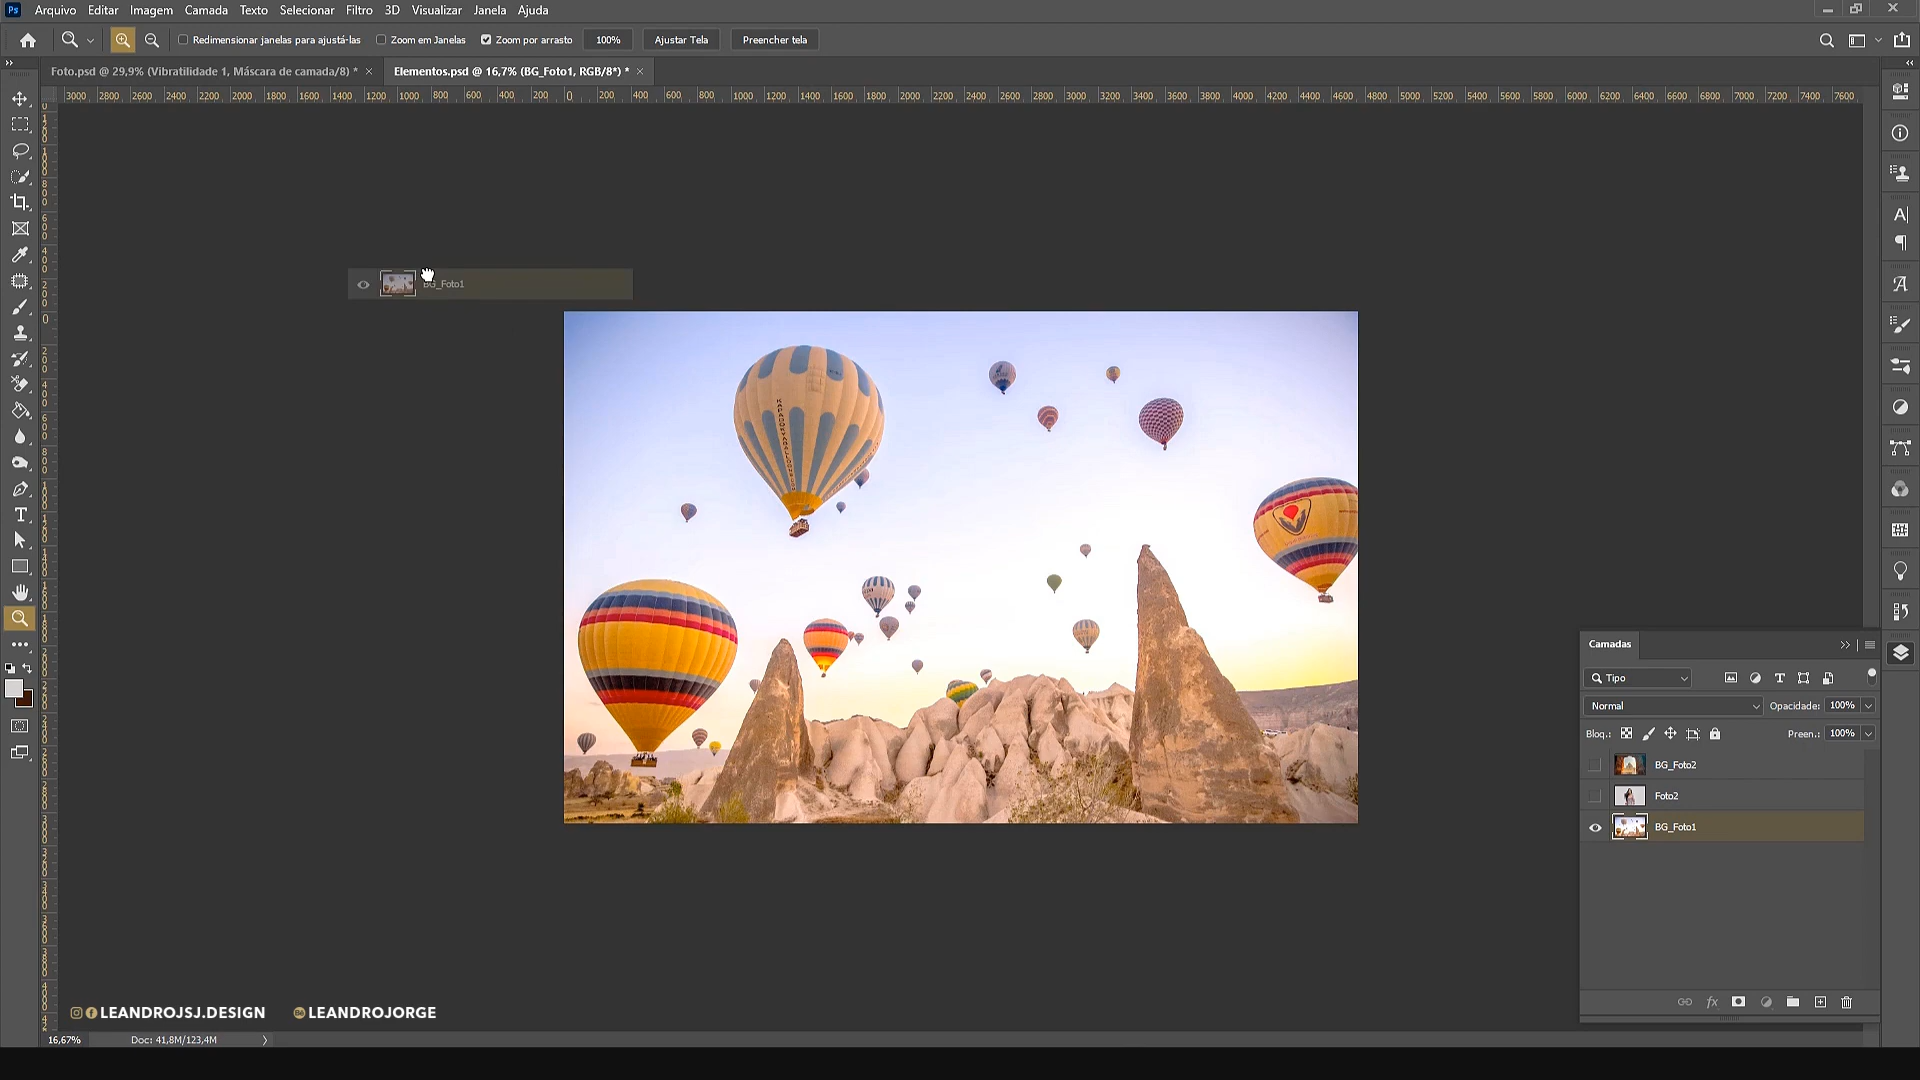 Ps Arquivo Editar Imagem Camada Texto Selecionar Filtro 3D Visualizar Janela Ajuda
Redimensionar janelas para ajustá-las Zoom em Janelas Zoom por arrasto 100% Ajustar Tela Preencher tela
Foto.psd @ 29,9% (Vibratilidade 1, Máscara de camada/8) * Elementos.psd @ 16,7% (BG_Foto1, RGB/8*) *
3000 2800 2600 2400 2200 2000 1800 1600 1400 1200 1000 800 600 400 200 0 200 400 600 800 1000 1200 1400 1600 1800 2000 2200 2400 2600 2800 3000 3200 3400 3600 3800 4000 4200 4400 4600 4800 5000 5200 5400 5600 5800 6000 6200 6400 6600 6800 7000 7200 7400 7600
BG_Foto1
KAPADOKYA BALLOONS
Camadas
Tipo
Normal Opacidade: 100%
Bloq.: Preen.: 100%
BG_Foto2
Foto2
BG_Foto1
fx
LEANDROJSJ.DESIGN LEANDROJORGE
16,67% Doc: 41,8M/123,4M